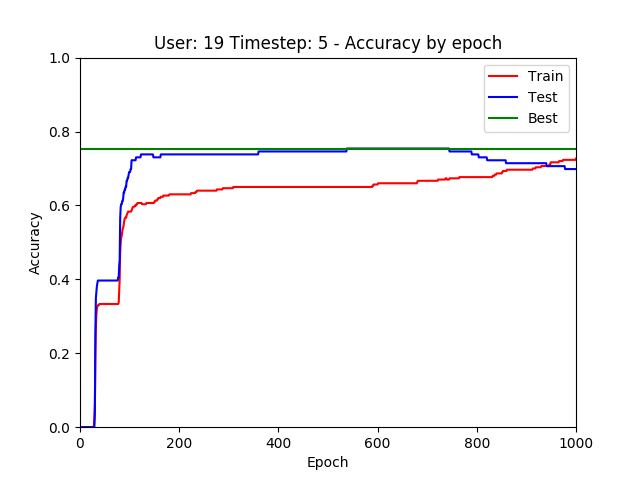 User: 19 Timestep: 5 - Accuracy by epoch
1.0
0.8
0.6
0.4
0.2
0.0
Accuracy
Train
Test
Best
0 200 400 600 800 1000
Epoch